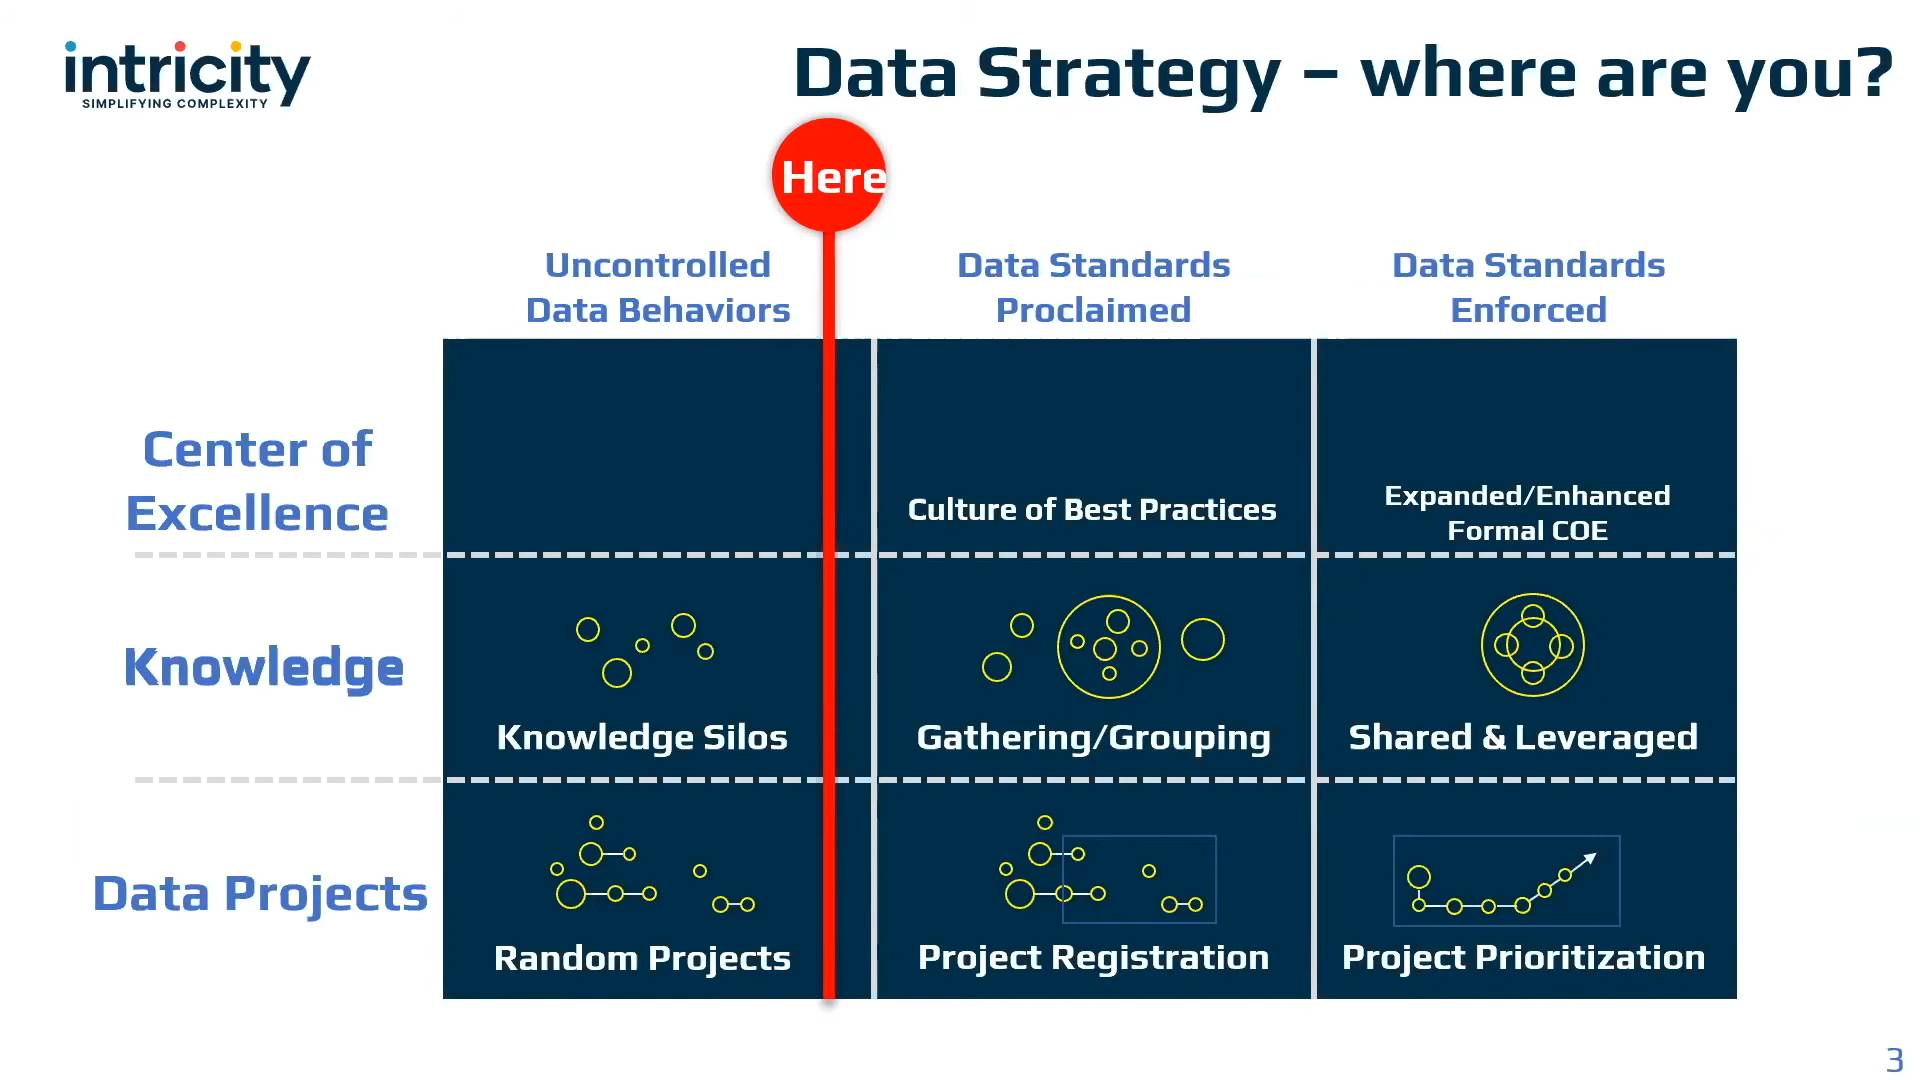 intricity
SIMPLIFYING COMPLEXITY
Data Strategy – where are you?
Here
Uncontrolled
Data Behaviors
Data Standards
Proclaimed
Data Standards
Enforced
Center of
Excellence
Culture of Best Practices
Expanded/Enhanced
Formal COE
Knowledge
Knowledge Silos
Gathering/Grouping
Shared & Leveraged
Data Projects
Random Projects
Project Registration
Project Prioritization
3